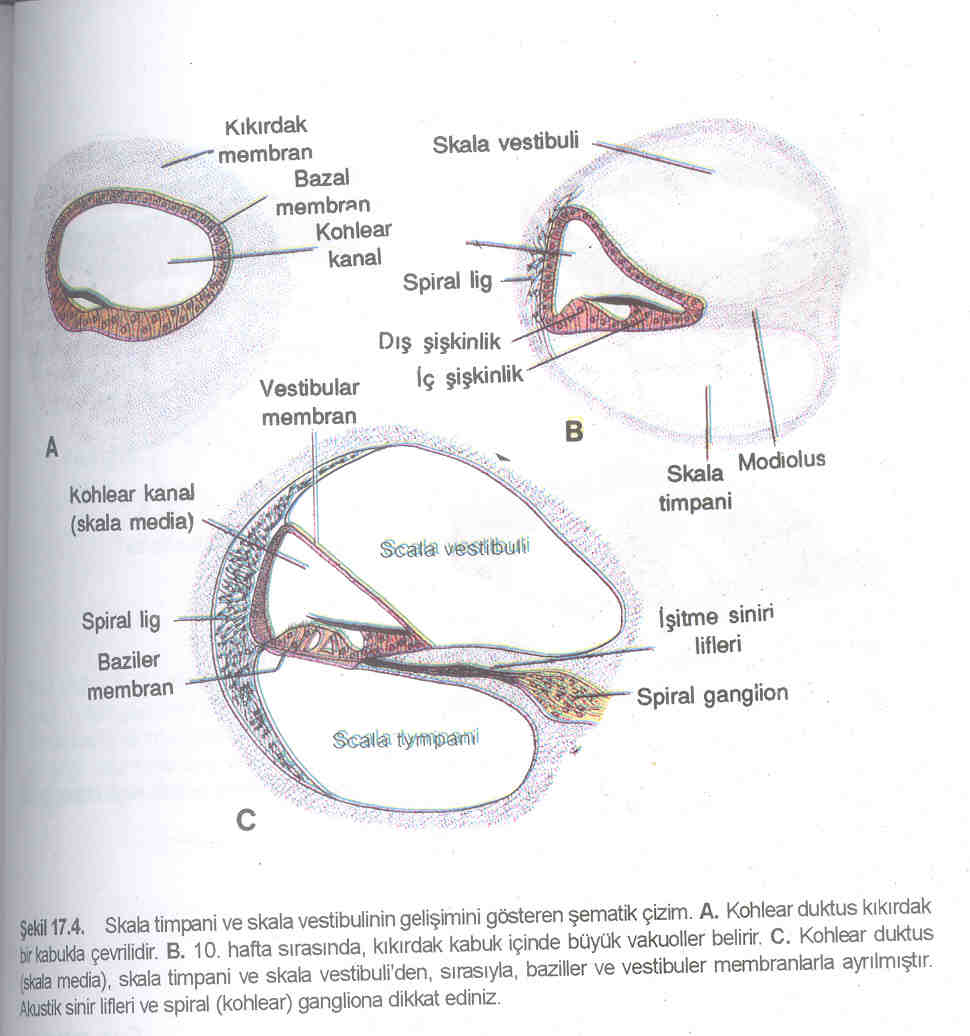 Kıkırdak
membran
Bazal
membran
Kohlear
kanal
A
Skala vestibuli
Spiral lig
Dış şişkinlik
İç şişkinlik
B
Skala
timpani
Modiolus
Vestibular
membran
Kohlear kanal
(skala media)
Scala vestibuli
Spiral lig
Baziler
membran
İşitme siniri
lifleri
Spiral ganglion
Scala tympani
C
Şekil 17.4. Skala timpani ve skala vestibulinin gelişimini gösteren şematik çizim. A. Kohlear duktus kıkırdak
bir kabukla çevrilidir. B. 10. hafta sırasında, kıkırdak kabuk içinde büyük vakuoller belirir. C. Kohlear duktus
(skala media), skala timpani ve skala vestibuli'den, sırasıyla, baziller ve vestibuler membranlarla ayrılmıştır.
Akustik sinir lifleri ve spiral (kohlear) gangliona dikkat ediniz.